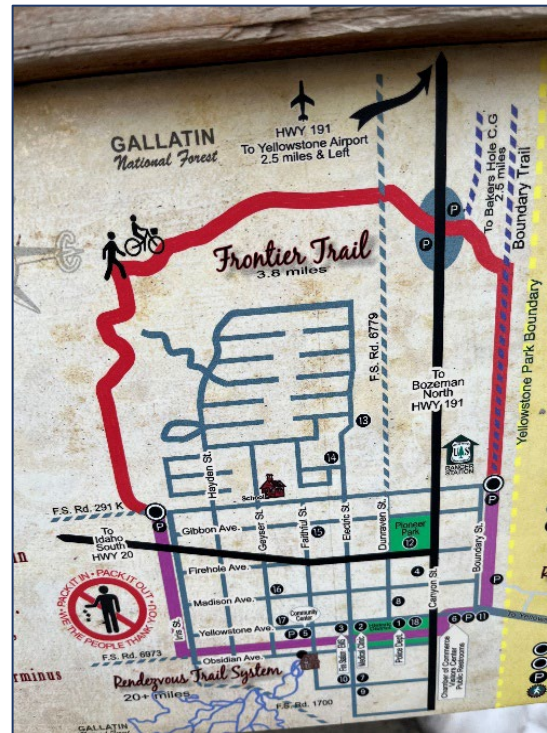 GALLATIN
National Forest
HWY 191
To Yellowstone Airport
2.5 miles & Left
To Bakers Hole C.G
2.5 miles
Boundary Trail
P
P
Frontier Trail
3.8 miles
F.S. Rd. 6779
Yellowstone Park Boundary
To
Bozeman
North
HWY 191
13
14
RANGER
STATION
School
Hayden St.
Geyser St.
Faithful St.
Electric St.
Dunraven St.
Canyon St.
Boundary St.
Iris St.
F.S. Rd. 291 K
P
P
To
Idaho
South
HWY 20
Gibbon Ave.
15
Pioneer
Park
12
Firehole Ave.
4
PACK IT IN • PACK IT OUT
Madison Ave.
16
8
P
Yellowstone Ave.
17
Community
Center
P
5
3
2
1
18
6
P
11
F.S. Rd. 6973
Obsidian Ave.
Medical Clinic
Police Dept.
Chamber of Commerce
Visitors Center
Public Restrooms
10
7
9
Rendezvous Trail System
20+ miles
F.S. Rd. 1700
GALLATIN
P